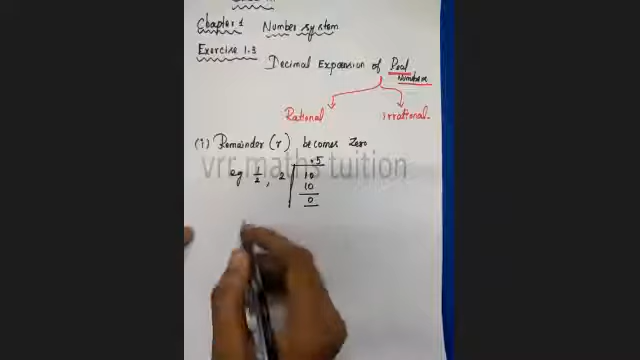 Chapter 1 Number system
Exercise 1.3
Decimal Expansion of Real
Numbers
Rational irrational
(1) Remainder (r) becomes Zero
vrr maths tuition
.5
eg 1/2, 2 10
10
0